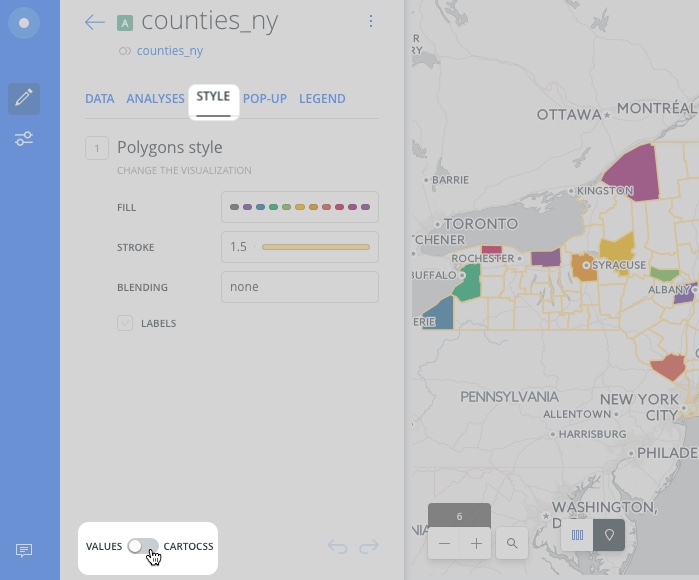 counties_ny
A
counties_ny
DATA ANALYSES STYLE POP-UP LEGEND
1 Polygons style
CHANGE THE VISUALIZATION
FILL
STROKE 1.5
BLENDING none
LABELS
VALUES CARTOCSS
R
RY
OTTAWA
MONTRÉAL
BARRIE
KINGSTON
TORONTO
TCHENER
ROCHESTER
SYRACUSE
BUFFALO
ALBANY
ERIE
PENNSYLVANIA
NEW YORK
CITY
ALLENTOWN
HARRISBURG
PHILADE
WASHINGTON,
D
6